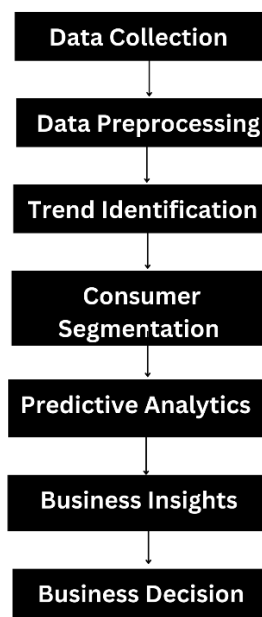 Data Collection
Data Preprocessing
Trend Identification
Consumer
Segmentation
Predictive Analytics
Business Insights
Business Decision